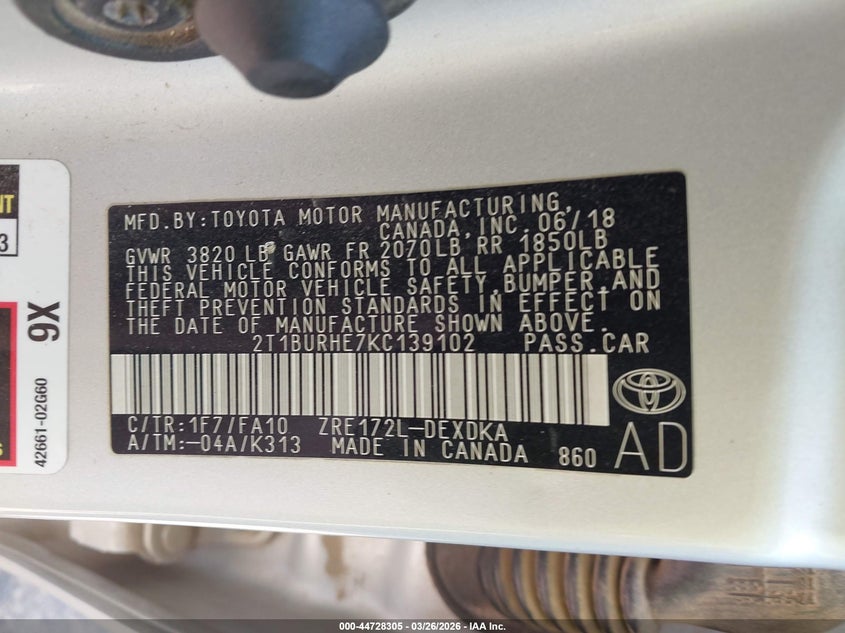 MFD.BY:TOYOTA MOTOR MANUFACTURING,
CANADA,INC. 06/18
GVWR 3820 LB GAWR FR 2070LB RR 1850LB
THIS VEHICLE CONFORMS TO ALL APPLICABLE
FEDERAL MOTOR VEHICLE SAFETY,BUMPER,AND
THEFT PREVENTION STANDARDS IN EFFECT ON
THE DATE OF MANUFACTURE SHOWN ABOVE.
2T1BURHE7KC139102 PASS.CAR
C/TR:1F7/FA10 ZRE172L-DEXDKA
A/TM:-04A/K313 MADE IN CANADA 860 AD
NT
3
9X
42661-02G60
s
000-44728305 - 03/26/2026 - IAA Inc.